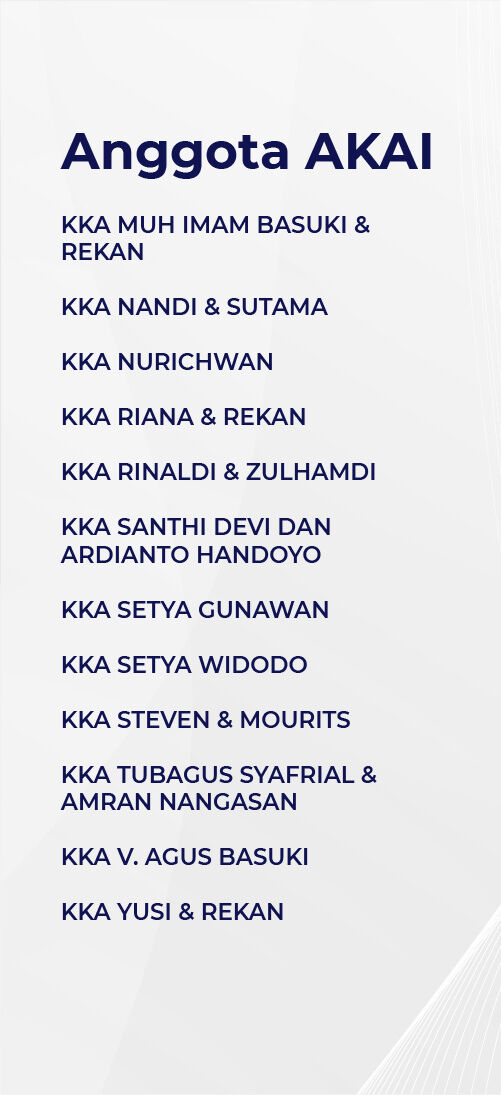 Anggota AKAI
KKA MUH IMAM BASUKI &
REKAN
KKA NANDI & SUTAMA
KKA NURICHWAN
KKA RIANA & REKAN
KKA RINALDI & ZULHAMDI
KKA SANTHI DEVI DAN
ARDIANTO HANDOYO
KKA SETYA GUNAWAN
KKA SETYA WIDODO
KKA STEVEN & MOURITS
KKA TUBAGUS SYAFRIAL &
AMRAN NANGASAN
KKA V. AGUS BASUKI
KKA YUSI & REKAN